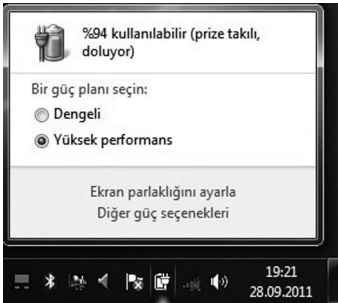 %94 kullanılabilir (prize takılı,
doluyor)
Bir güç planı seçin:
Dengeli
Yüksek performans
Ekran parlaklığını ayarla
Diğer güç seçenekleri
19:21
28.09.2011